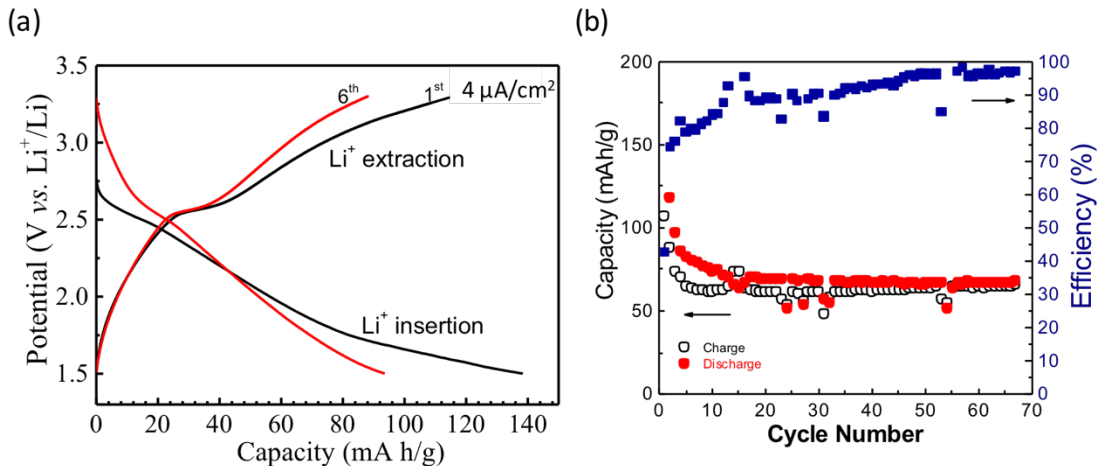 (a)
3.5
3.0
2.5
2.0
1.5
Potential (V vs. Li⁺/Li)
6ᵗʰ
1ˢᵗ
4 µA/cm²
Li⁺ extraction
Li⁺ insertion
0 20 40 60 80 100 120 140
Capacity (mA h/g)
(b)
200
150
100
50
0
Capacity (mAh/g)
Charge
Discharge
100
90
80
70
60
50
40
30
20
10
0
Efficiency (%)
0 10 20 30 40 50 60 70
Cycle Number